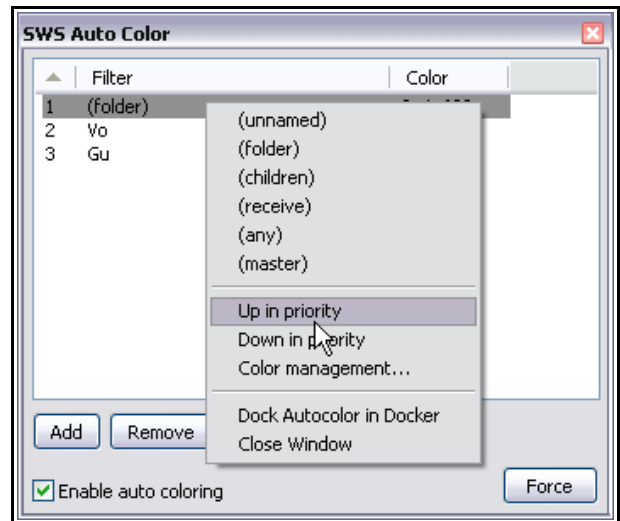 SWS Auto Color
Filter Color
1 (folder)
2 Vo
3 Gu
(unnamed)
(folder)
(children)
(receive)
(any)
(master)
Up in priority
Down in priority
Color management...
Dock Autocolor in Docker
Close Window
Add Remove
Enable auto coloring
Force